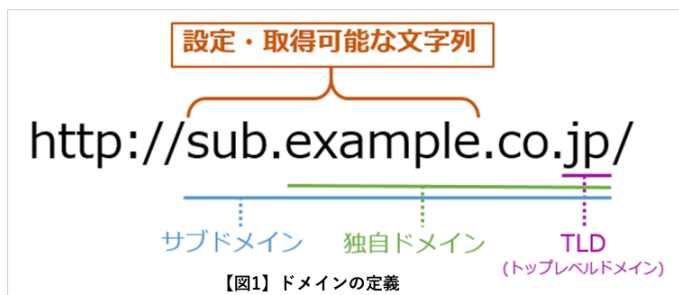 設定・取得可能な文字列
http://sub.example.co.jp/
サブドメイン 独自ドメイン TLD
(トップレベルドメイン)
【図1】ドメインの定義